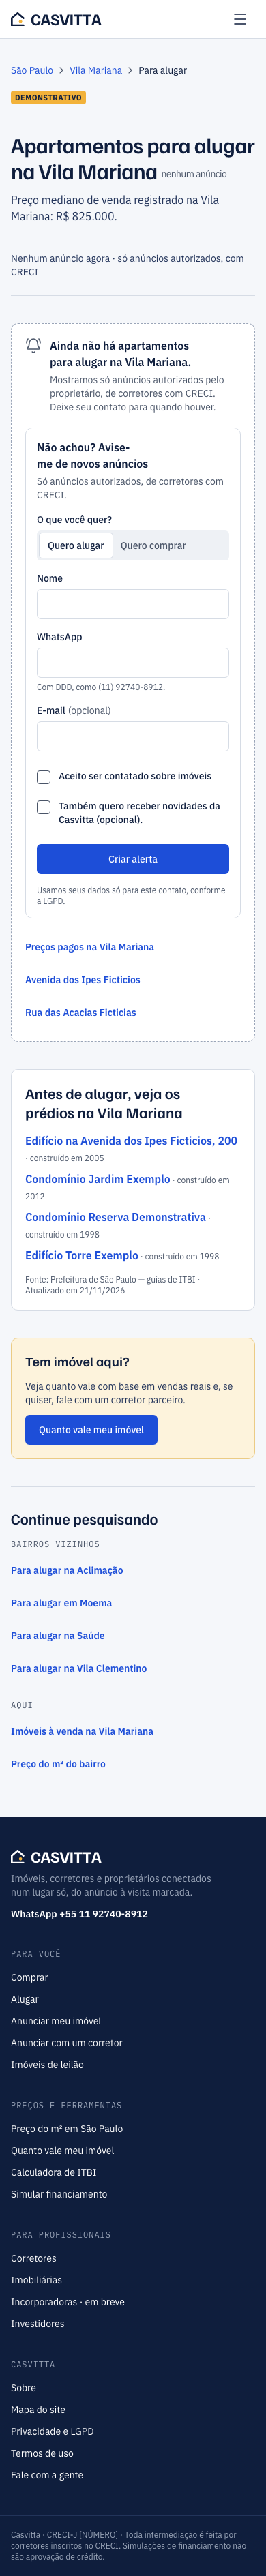 CASVITTA
São Paulo > Vila Mariana > Para alugar
DEMONSTRATIVO
Apartamentos para alugar
na Vila Mariana nenhum anúncio
Preço mediano de venda registrado na Vila
Mariana: R$ 825.000.
Nenhum anúncio agora · só anúncios autorizados, com
CRECI
Ainda não há apartamentos
para alugar na Vila Mariana.
Mostramos só anúncios autorizados pelo
proprietário, de corretores com CRECI.
Deixe seu contato para quando houver.
Não achou? Avise-
me de novos anúncios
Só anúncios autorizados, de corretores com
CRECI.
O que você quer?
Quero alugar Quero comprar
Nome
WhatsApp
Com DDD, como (11) 92740-8912.
E-mail (opcional)
Aceito ser contatado sobre imóveis
Também quero receber novidades da
Casvitta (opcional).
Criar alerta
Usamos seus dados só para este contato, conforme
a LGPD.
Preços pagos na Vila Mariana
Avenida dos Ipes Ficticios
Rua das Acacias Ficticias
Antes de alugar, veja os
prédios na Vila Mariana
Edifício na Avenida dos Ipes Ficticios, 200
· construído em 2005
Condomínio Jardim Exemplo · construído em
2012
Condomínio Reserva Demonstrativa ·
construído em 1998
Edifício Torre Exemplo · construído em 1998
Fonte: Prefeitura de São Paulo — guias de ITBI ·
Atualizado em 21/11/2026
Tem imóvel aqui?
Veja quanto vale com base em vendas reais e, se
quiser, fale com um corretor parceiro.
Quanto vale meu imóvel
Continue pesquisando
BAIRROS VIZINHOS
Para alugar na Aclimação
Para alugar em Moema
Para alugar na Saúde
Para alugar na Vila Clementino
AQUI
Imóveis à venda na Vila Mariana
Preço do m² do bairro
CASVITTA
Imóveis, corretores e proprietários conectados
num lugar só, do anúncio à visita marcada.
WhatsApp +55 11 92740-8912
PARA VOCÊ
Comprar
Alugar
Anunciar meu imóvel
Anunciar com um corretor
Imóveis de leilão
PREÇOS E FERRAMENTAS
Preço do m² em São Paulo
Quanto vale meu imóvel
Calculadora de ITBI
Simular financiamento
PARA PROFISSIONAIS
Corretores
Imobiliárias
Incorporadoras · em breve
Investidores
CASVITTA
Sobre
Mapa do site
Privacidade e LGPD
Termos de uso
Fale com a gente
Casvitta · CRECI-J [NÚMERO] · Toda intermediação é feita por
corretores inscritos no CRECI. Simulações de financiamento não
são aprovação de crédito.